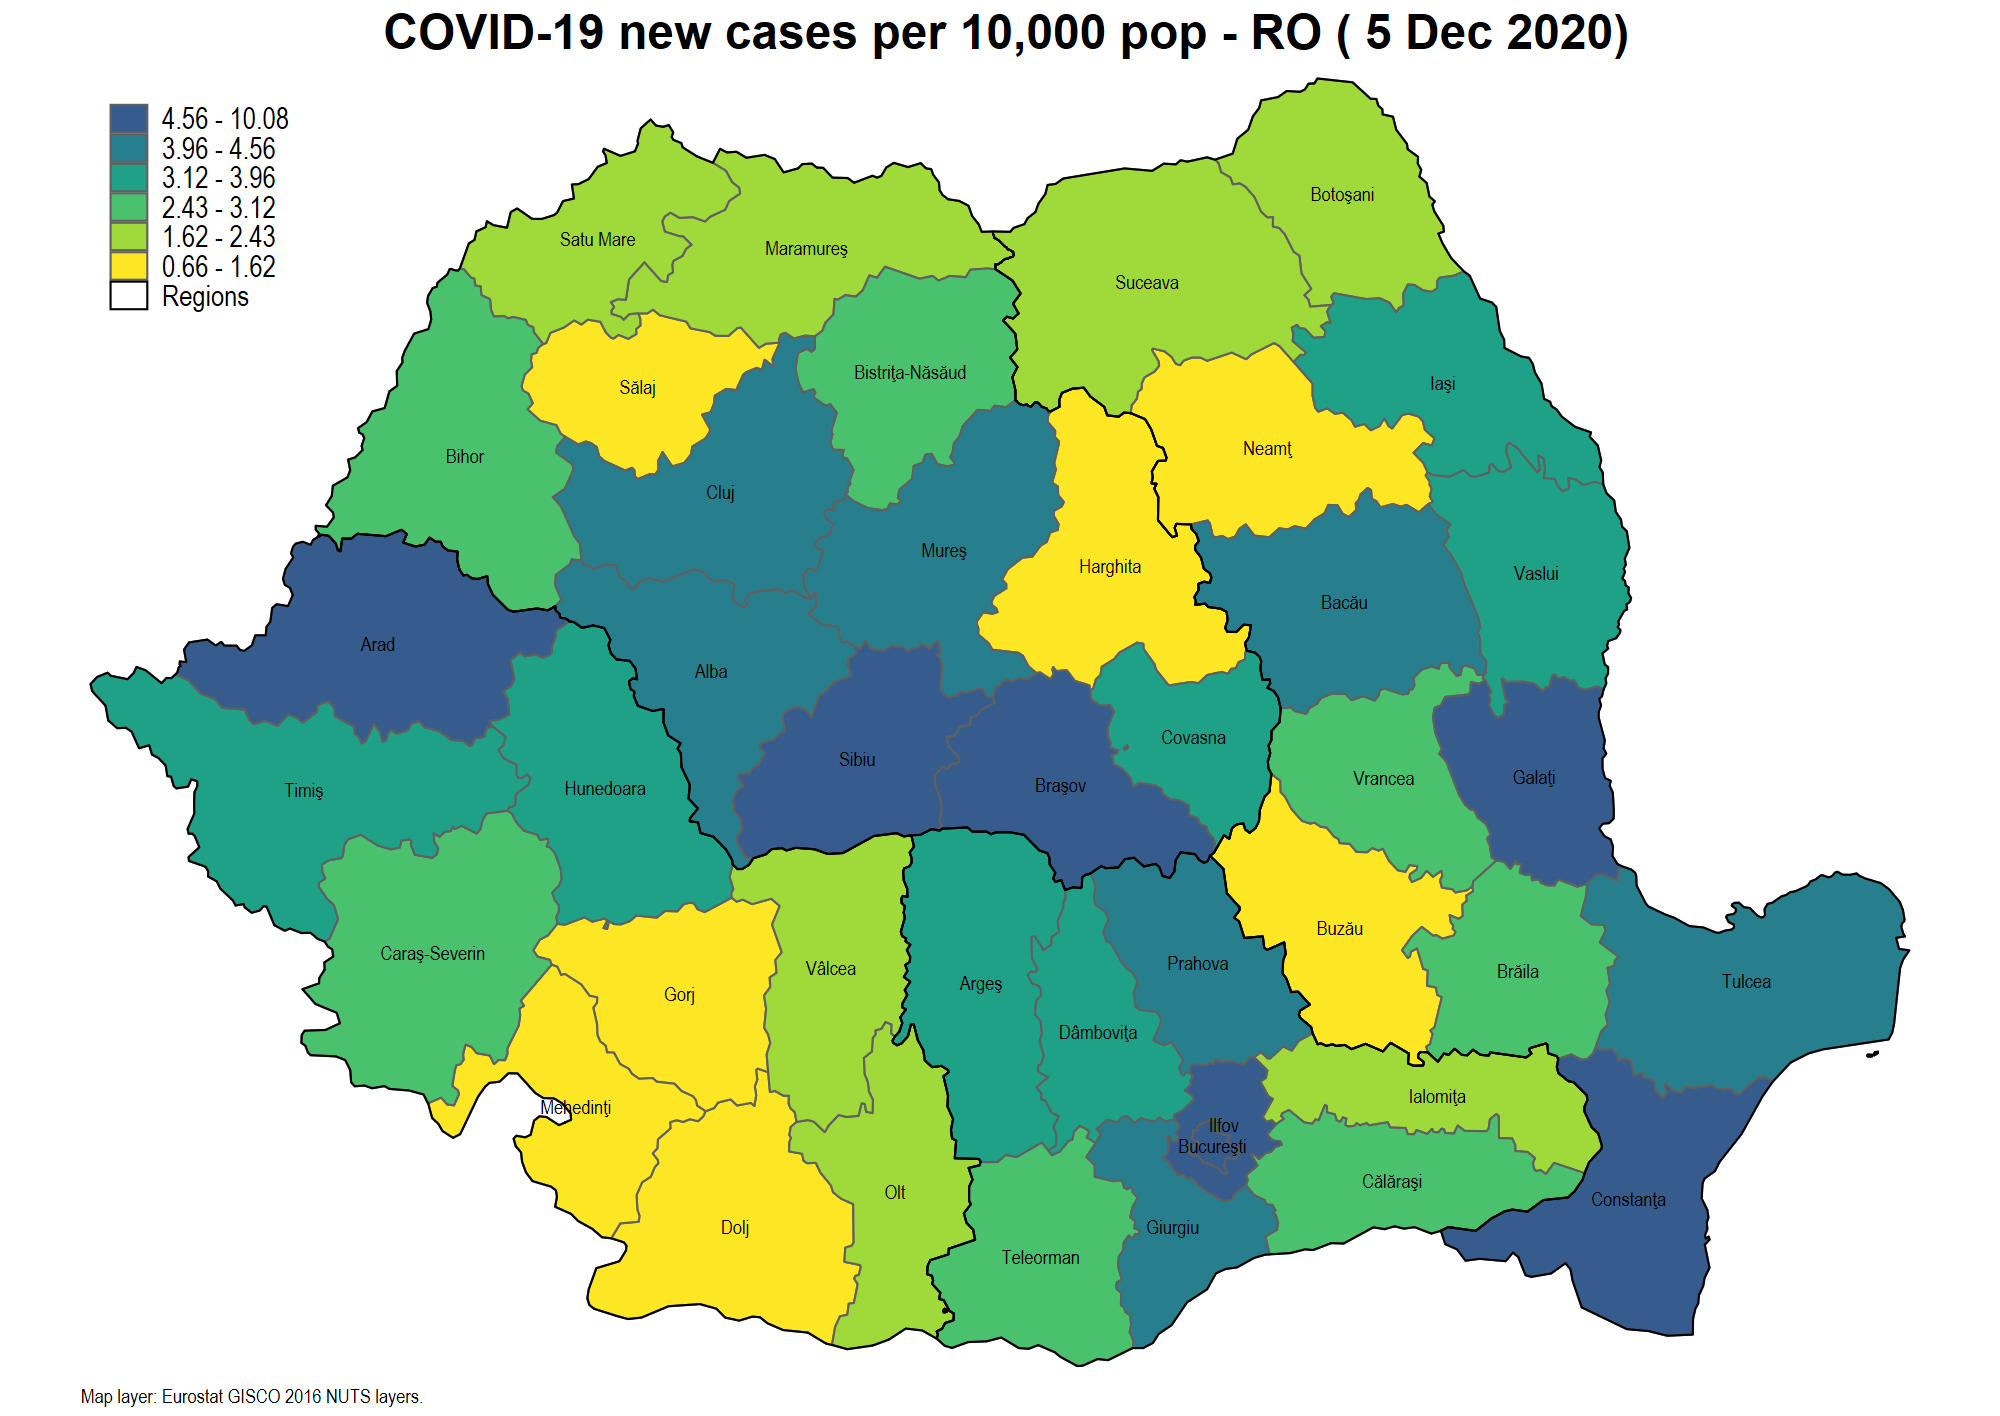 COVID-19 new cases per 10,000 pop - RO ( 5 Dec 2020)
4.56 - 10.08
3.96 - 4.56
3.12 - 3.96
2.43 - 3.12
1.62 - 2.43
0.66 - 1.62
Regions
Botoşani
Satu Mare
Maramureş
Suceava
Bistriţa-Năsăud
Iaşi
Sălaj
Neamţ
Bihor
Cluj
Mureş
Harghita
Vaslui
Bacău
Arad
Alba
Covasna
Sibiu
Vrancea
Galaţi
Braşov
Hunedoara
Timiş
Buzău
Caraş-Severin
Prahova
Vâlcea
Brăila
Argeş
Tulcea
Gorj
Dâmboviţa
Ialomiţa
Mehedinţi
Ilfov
Bucureşti
Călăraşi
Olt
Constanţa
Dolj
Giurgiu
Teleorman
Map layer: Eurostat GISCO 2016 NUTS layers.